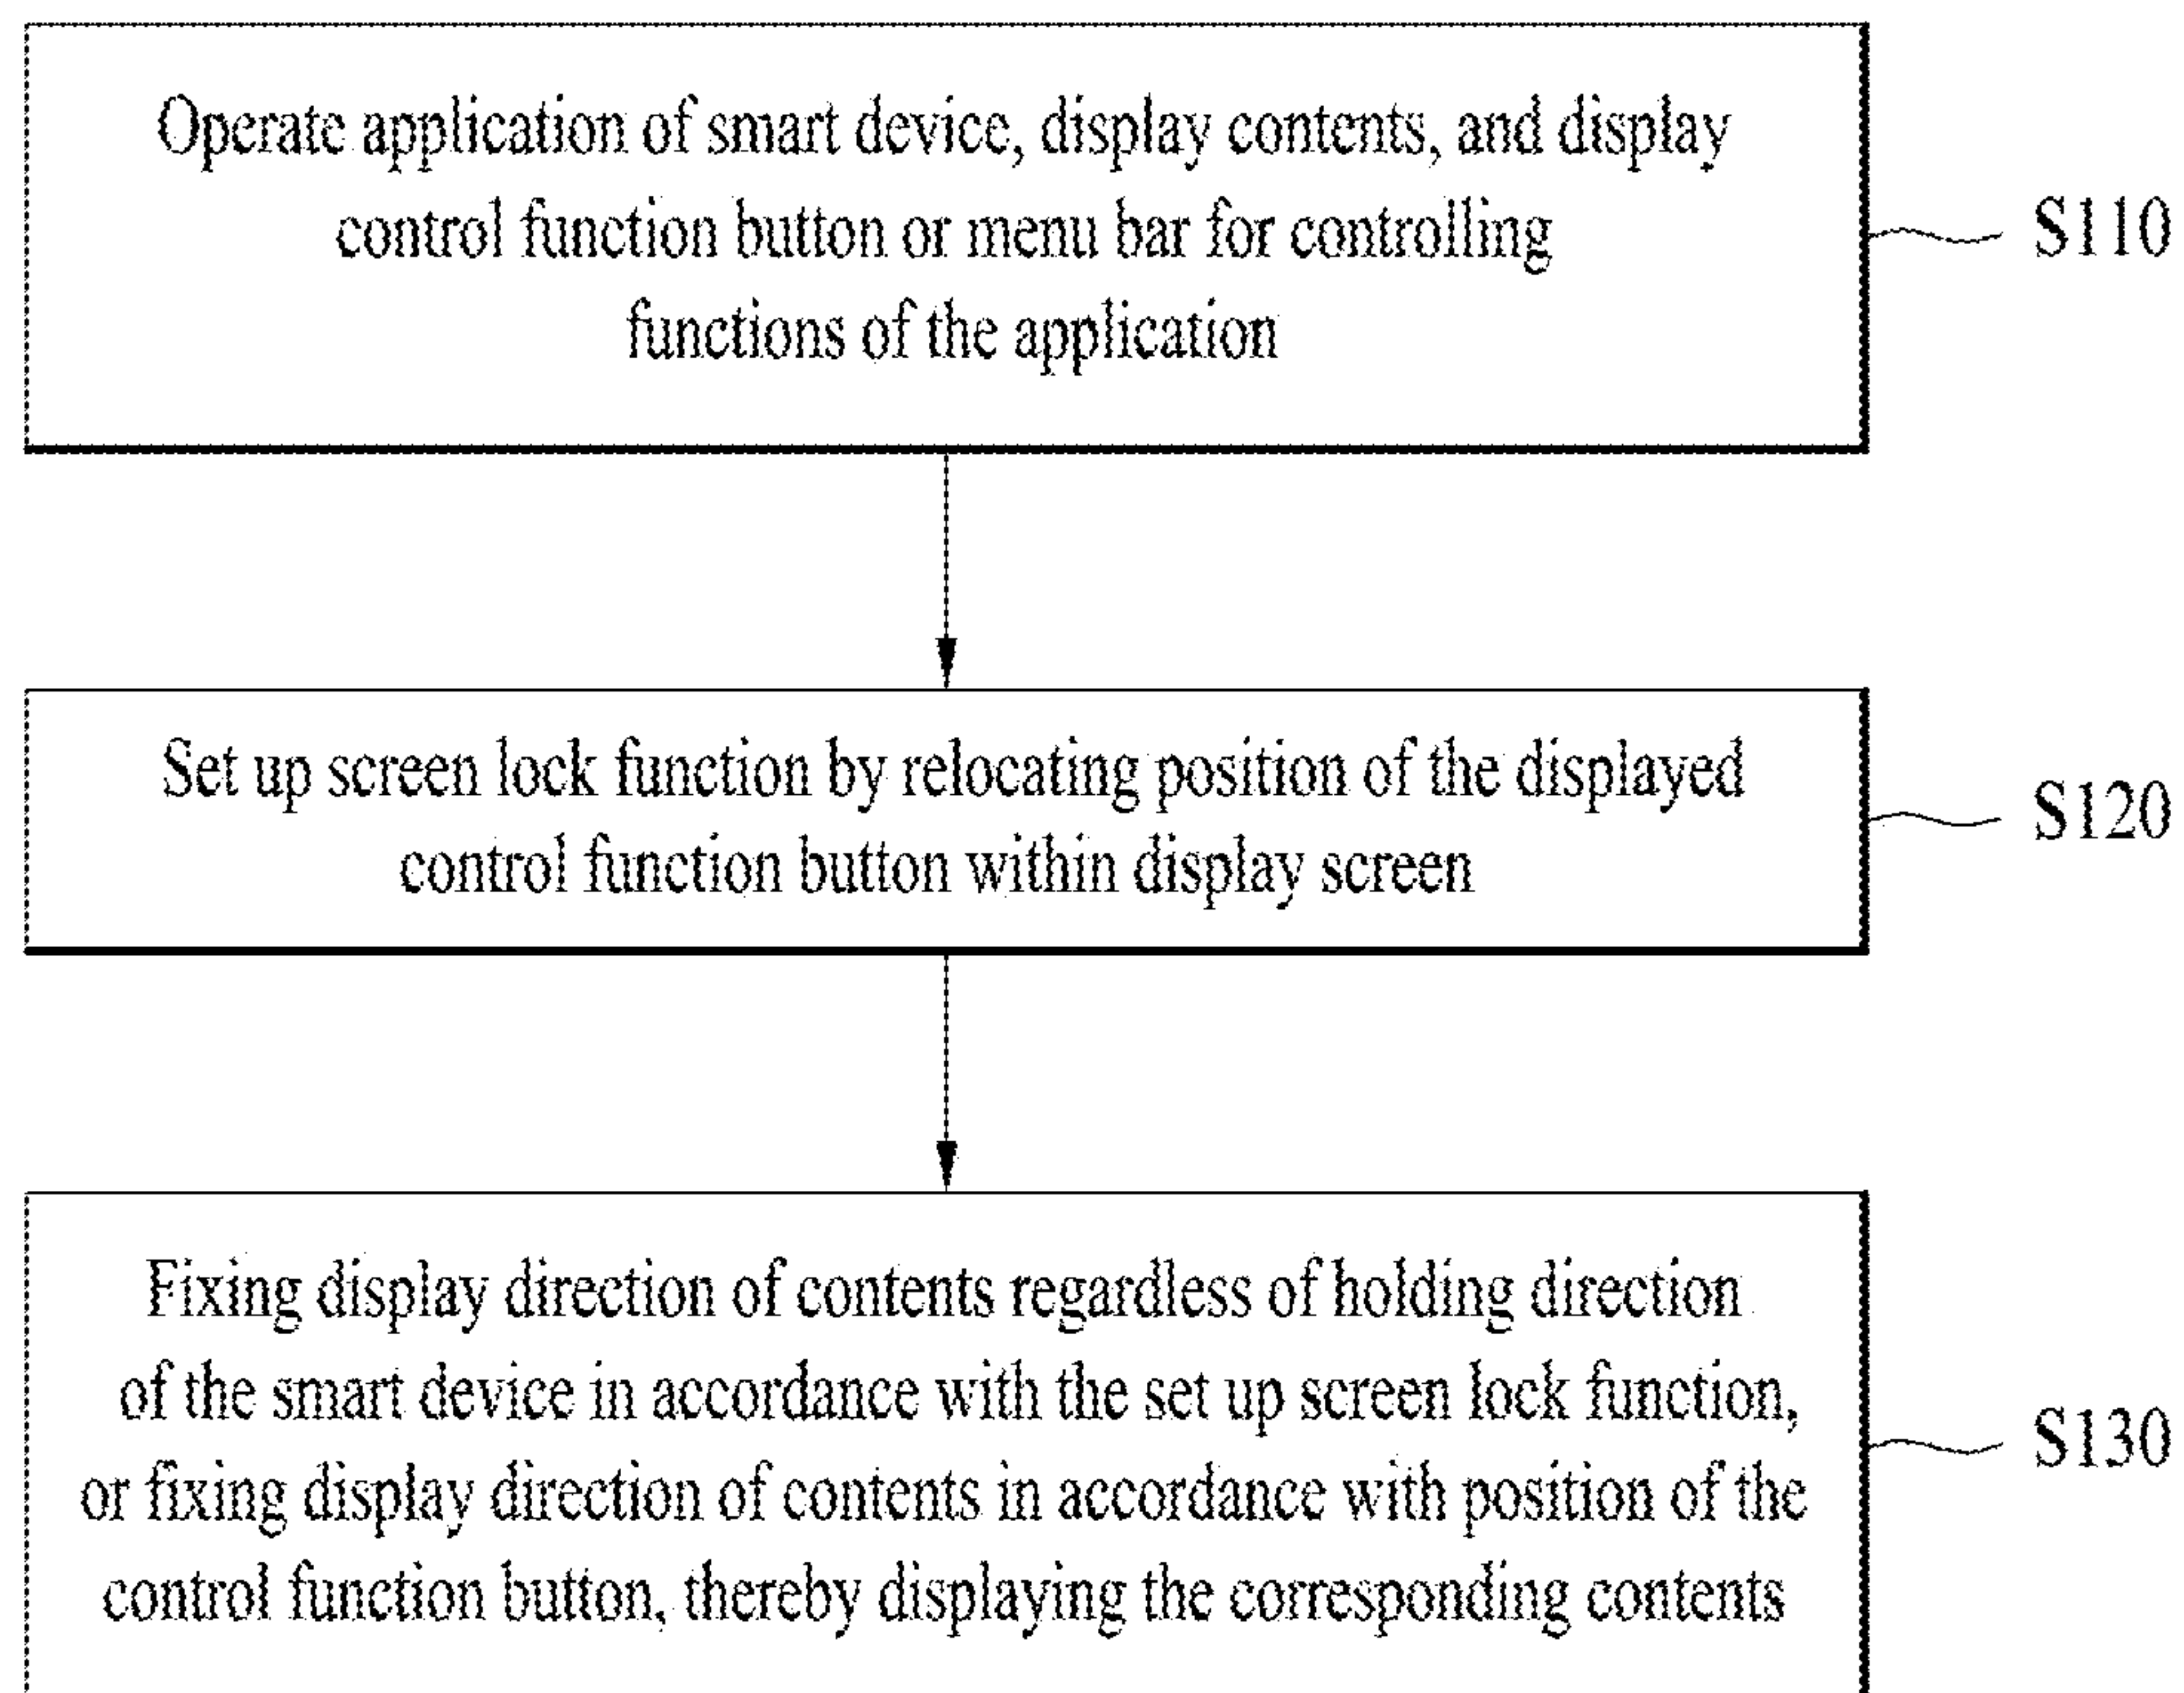 Operate application of smart device, display contents, and display
control function button or menu bar for controlling
functions of the application
S110
Set up screen lock function by relocating position of the displayed
control function button within display screen
S120
Fixing display direction of contents regardless of holding direction
of the smart device in accordance with the set up screen lock function,
or fixing display direction of contents in accordance with position of the
control function button, thereby displaying the corresponding contents
S130